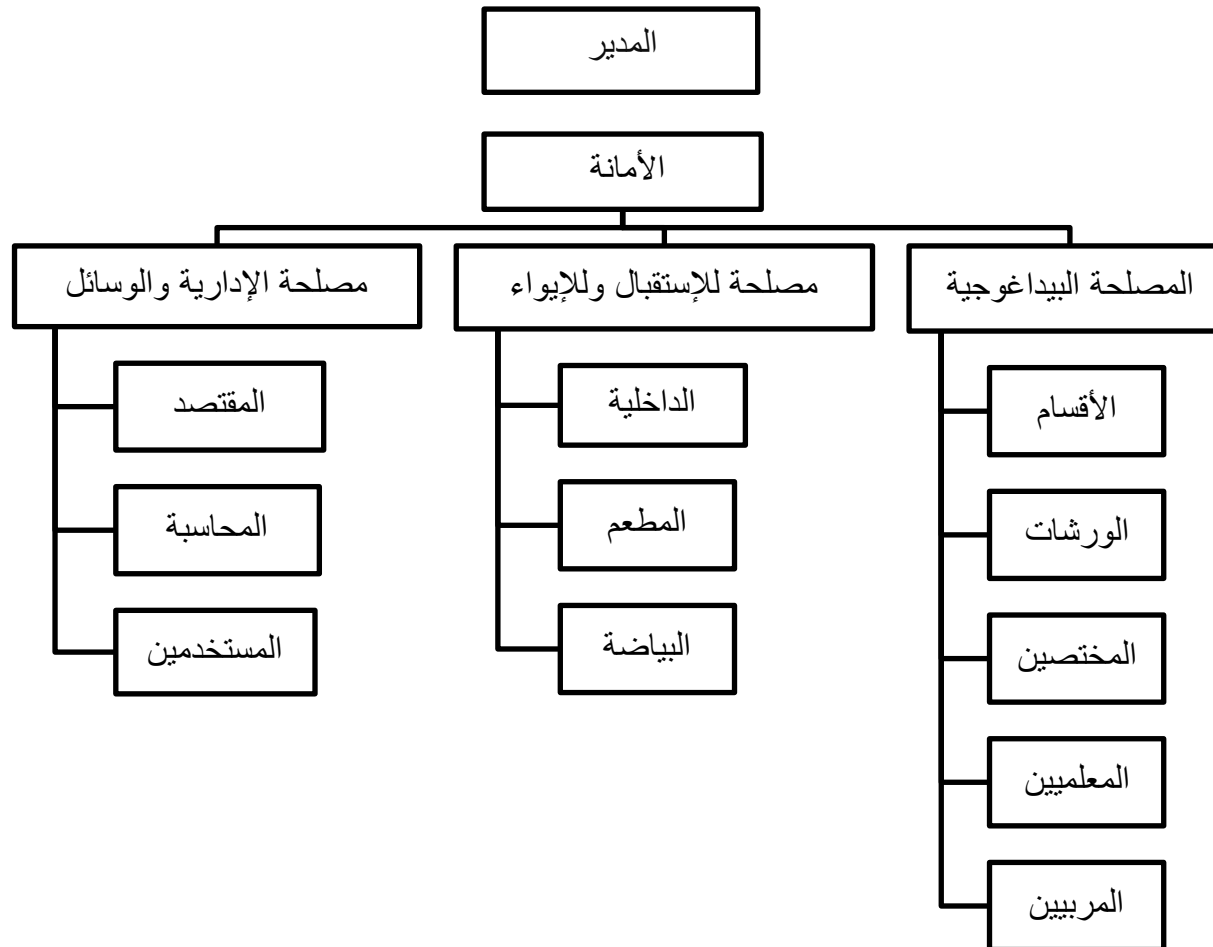 المدير
الأمانة
المصلحة البيداغوجية
مصلحة للإستقبال وللإيواء
مصلحة الإدارية والوسائل
الأقسام
الورشات
المختصين
المعلميين
المربيين
الداخلية
المطعم
البياضة
المقتصد
المحاسبة
المستخدمين